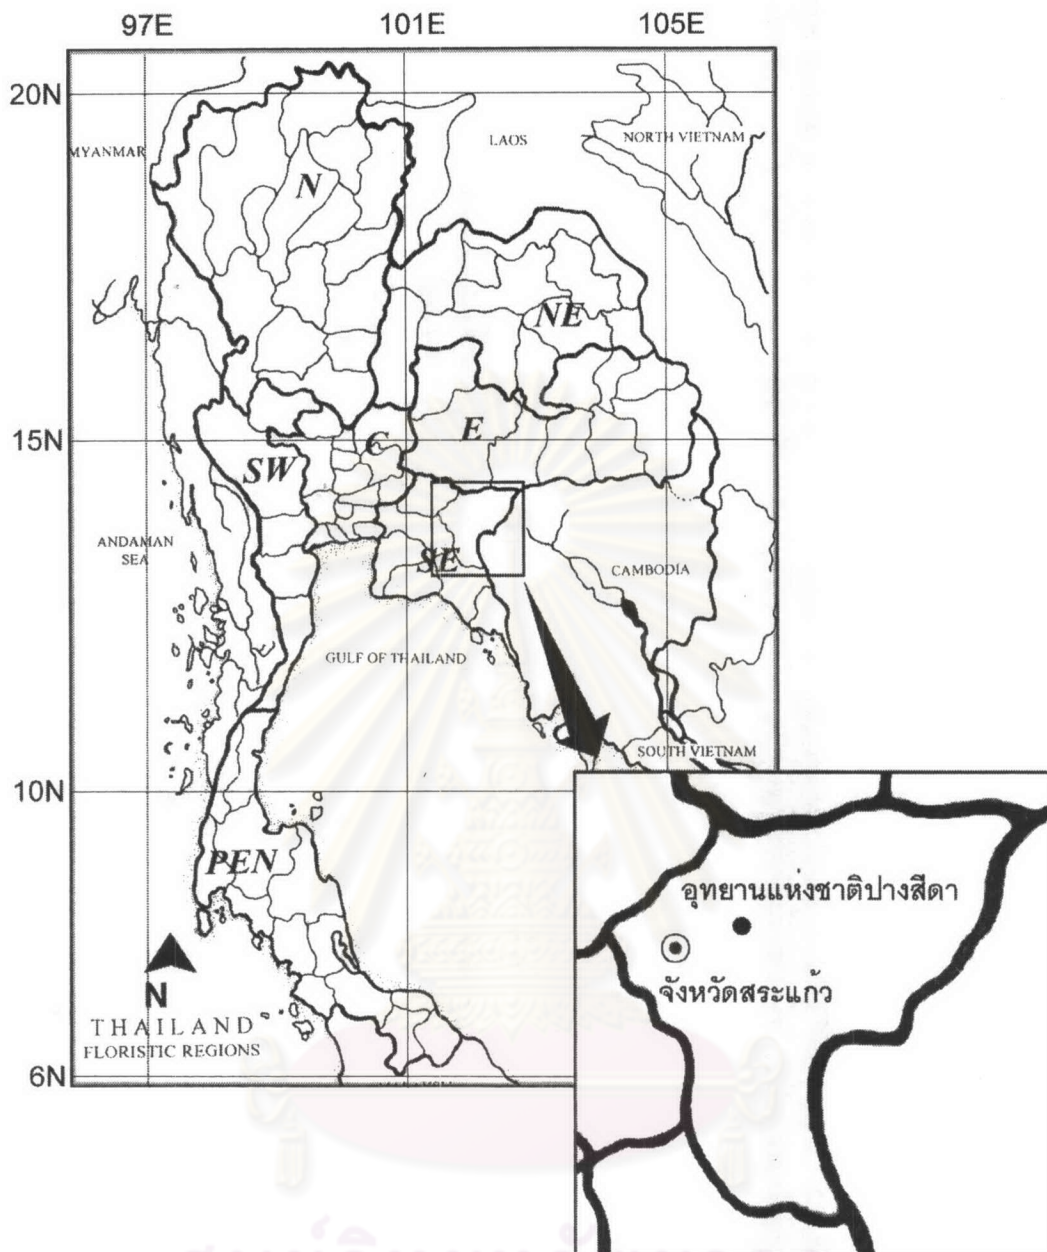 97E 101E 105E
20N
MYANMAR
LAOS
NORTH VIETNAM
N
NE
15N
C
E
SW
ANDAMAN
SEA
SE
CAMBODIA
GULF OF THAILAND
SOUTH VIETNAM
10N
PEN
อุทยานแห่งชาติปางสีดา
จังหวัดสระแก้ว
N
THAILAND
FLORISTIC REGIONS
6N